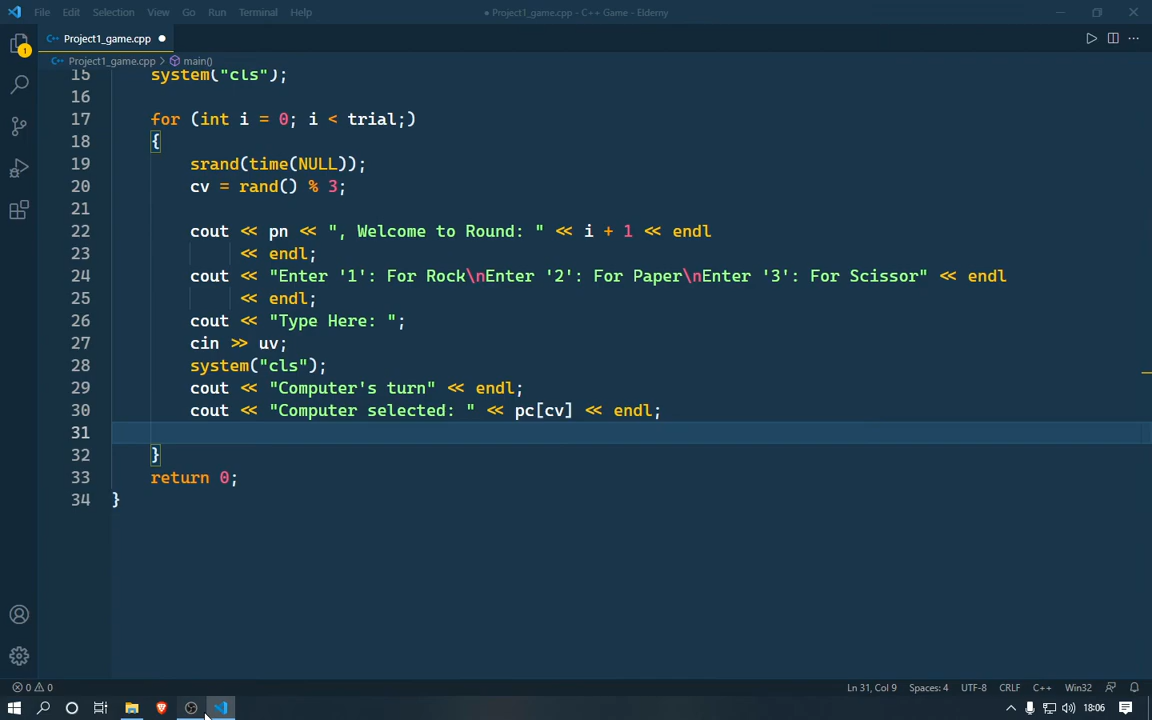 File Edit Selection View Go Run Terminal Help ● Project1_game.cpp - C++ Game - Elderny
Project1_game.cpp ●
Project1_game.cpp > main()
1
15 system("cls");
16
17 for (int i = 0; i < trial;)
18 {
19 srand(time(NULL));
20 cv = rand() % 3;
21
22 cout << pn << ", Welcome to Round: " << i + 1 << endl
23 << endl;
24 cout << "Enter '1': For Rock\nEnter '2': For Paper\nEnter '3': For Scissor" << endl
25 << endl;
26 cout << "Type Here: ";
27 cin >> uv;
28 system("cls");
29 cout << "Computer's turn" << endl;
30 cout << "Computer selected: " << pc[cv] << endl;
31
32 }
33 return 0;
34 }
0 0 Ln 31, Col 9 Spaces: 4 UTF-8 CRLF C++ Win32
18:06